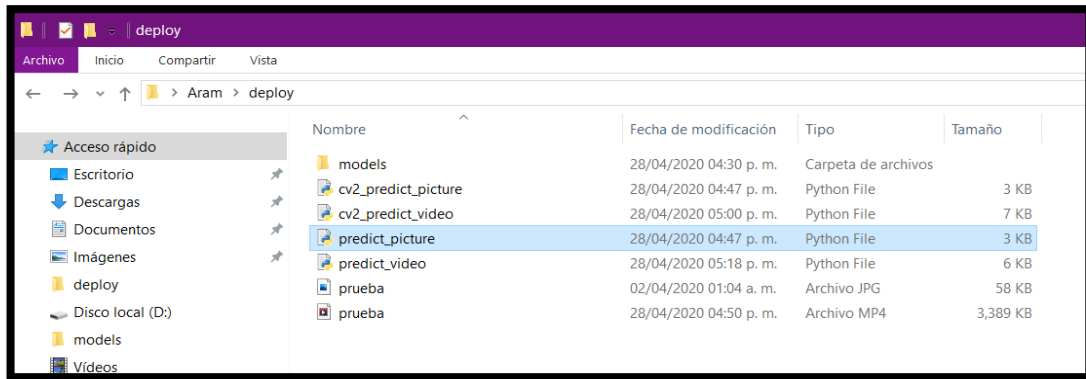 deploy
Archivo Inicio Compartir Vista
Aram deploy
Acceso rápido
Escritorio
Descargas
Documentos
Imágenes
deploy
Disco local (D:)
models
Vídeos
Nombre Fecha de modificación Tipo Tamaño
models 28/04/2020 04:30 p. m. Carpeta de archivos
cv2_predict_picture 28/04/2020 04:47 p. m. Python File 3 KB
cv2_predict_video 28/04/2020 05:00 p. m. Python File 7 KB
predict_picture 28/04/2020 04:47 p. m. Python File 3 KB
predict_video 28/04/2020 05:18 p. m. Python File 6 KB
prueba 02/04/2020 01:04 a. m. Archivo JPG 58 KB
prueba 28/04/2020 04:50 p. m. Archivo MP4 3,389 KB